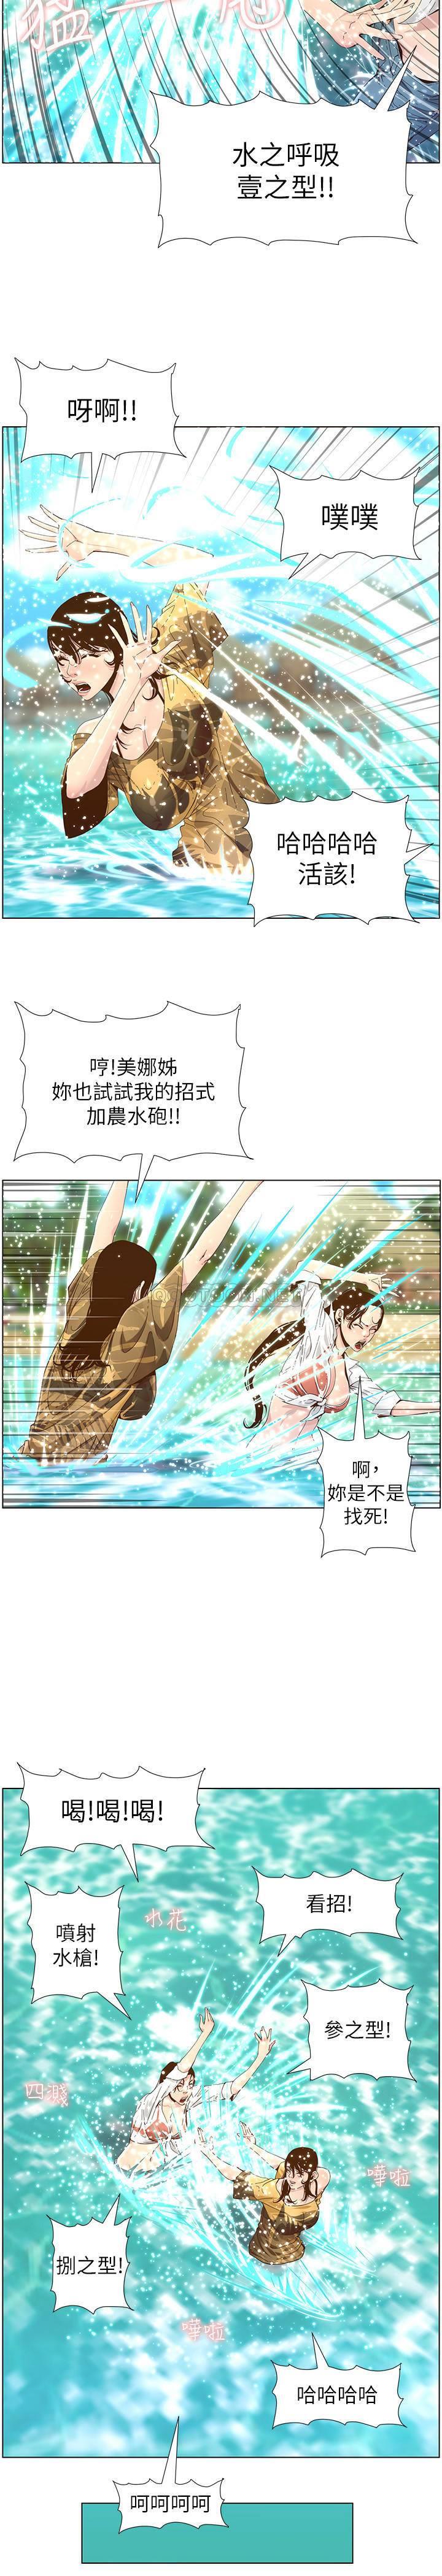 水之呼吸
壹之型!!
呀啊!!
噗噗
哈哈哈哈
活該!
哼!美娜姊
妳也試試我的招式
加農水砲!!
啊，
妳是不是
找死!
喝!喝!喝!
水花
看招!
噴射
水槍!
參之型!
四濺
嘩啦
捌之型!
嘩啦
哈哈哈哈
呵呵呵呵